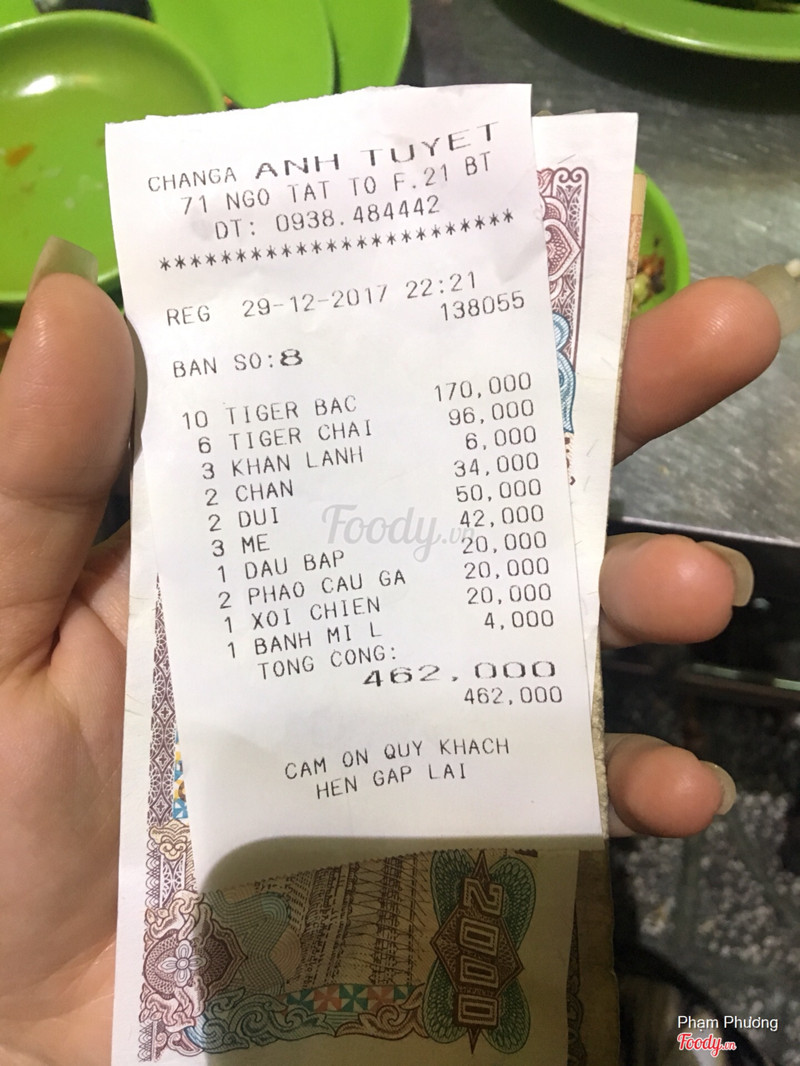 CHANGA ANH TUYET
71 NGO TAT TO F.21 BT
DT: 0938.484442
************************
REG 29-12-2017 22:21
138055
BAN SO:8
10 TIGER BAC 170,000
6 TIGER CHAI 96,000
3 KHAN LANH 6,000
2 CHAN 34,000
2 DUI 50,000
3 ME 42,000
1 DAU BAP 20,000
2 PHAO CAU GA 20,000
1 XOI CHIEN 20,000
1 BANH MI L 4,000
TONG CONG:
462,000
462,000
CAM ON QUY KHACH
HEN GAP LAI
Foody.vn
2000
Phạm Phương
Foody.vn